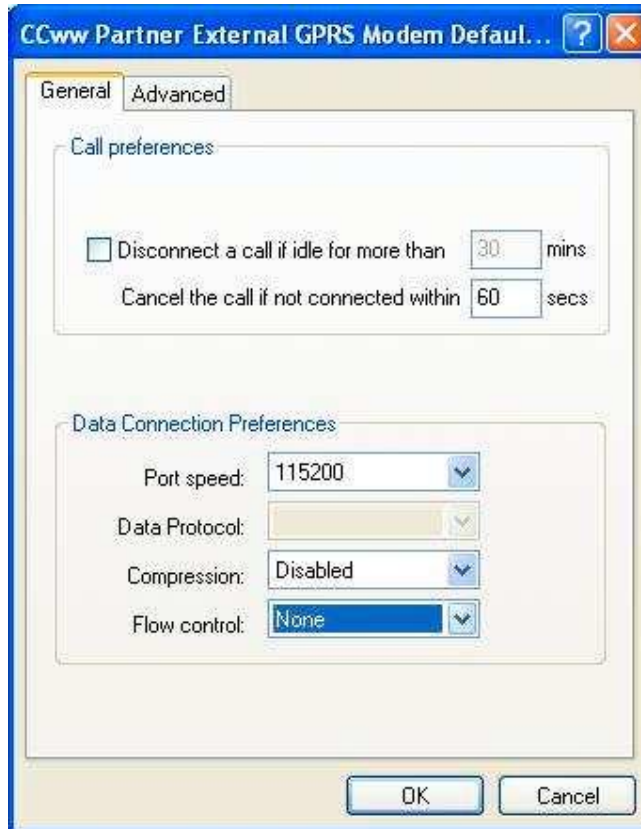 CCww Partner External GPRS Modem Defaul... ?
General Advanced
Call preferences
Disconnect a call if idle for more than 30 mins
Cancel the call if not connected within 60 secs
Data Connection Preferences
Port speed: 115200
Data Protocol:
Compression: Disabled
Flow control: None
OK Cancel